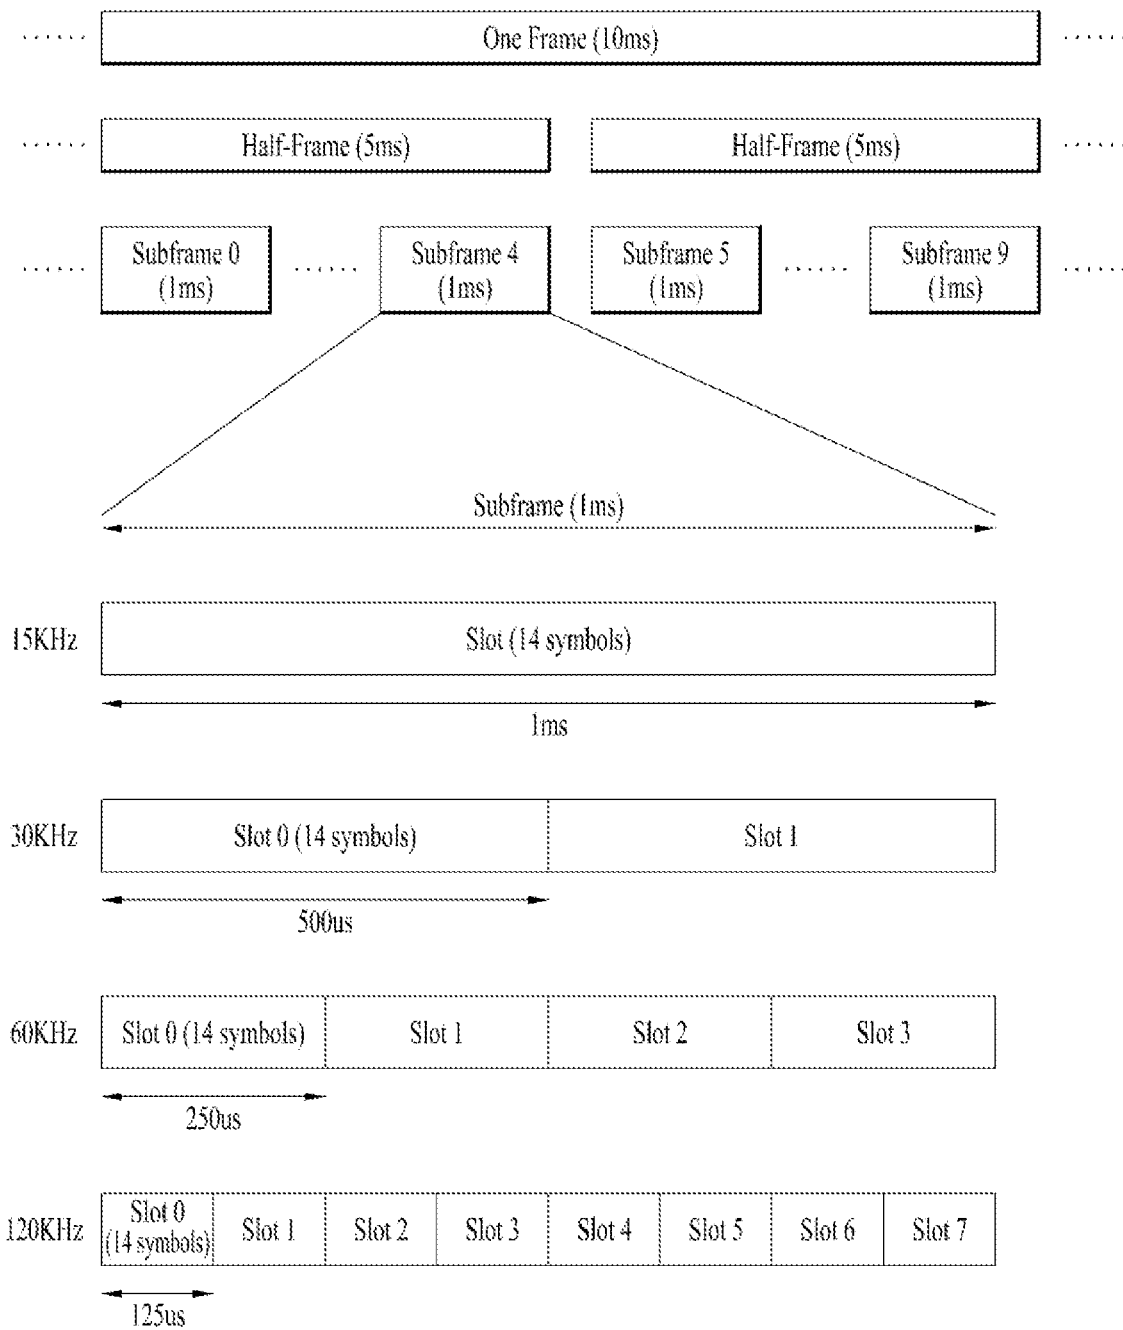 One Frame (10ms)
Half-Frame (5ms)
Half-Frame (5ms)
Subframe 0
(1ms)
Subframe 4
(1ms)
Subframe 5
(1ms)
Subframe 9
(1ms)
Subframe (1ms)
15KHz
Slot (14 symbols)
1ms
30KHz
Slot 0 (14 symbols)
Slot 1
500us
60KHz
Slot 0 (14 symbols)
Slot 1
Slot 2
Slot 3
250us
120KHz
Slot 0
(14 symbols)
Slot 1
Slot 2
Slot 3
Slot 4
Slot 5
Slot 6
Slot 7
125us